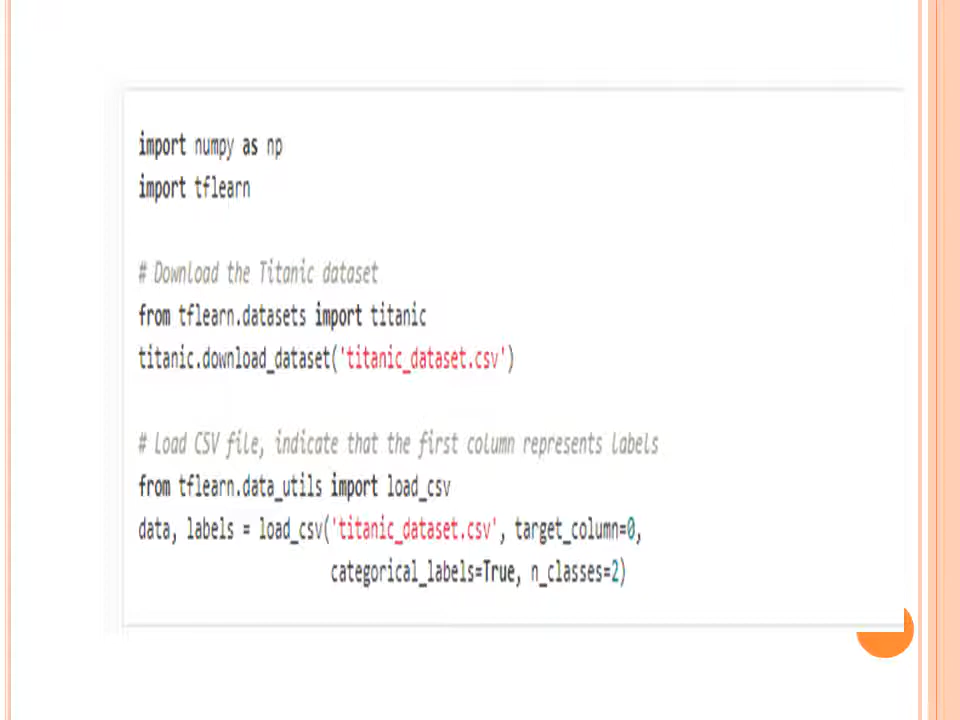 import numpy as np
import tflearn
# Download the Titanic dataset
from tflearn.datasets import titanic
titanic.download_dataset('titanic_dataset.csv')
# Load CSV file, indicate that the first column represents labels
from tflearn.data_utils import load_csv
data, labels = load_csv('titanic_dataset.csv', target_column=0,
categorical_labels=True, n_classes=2)